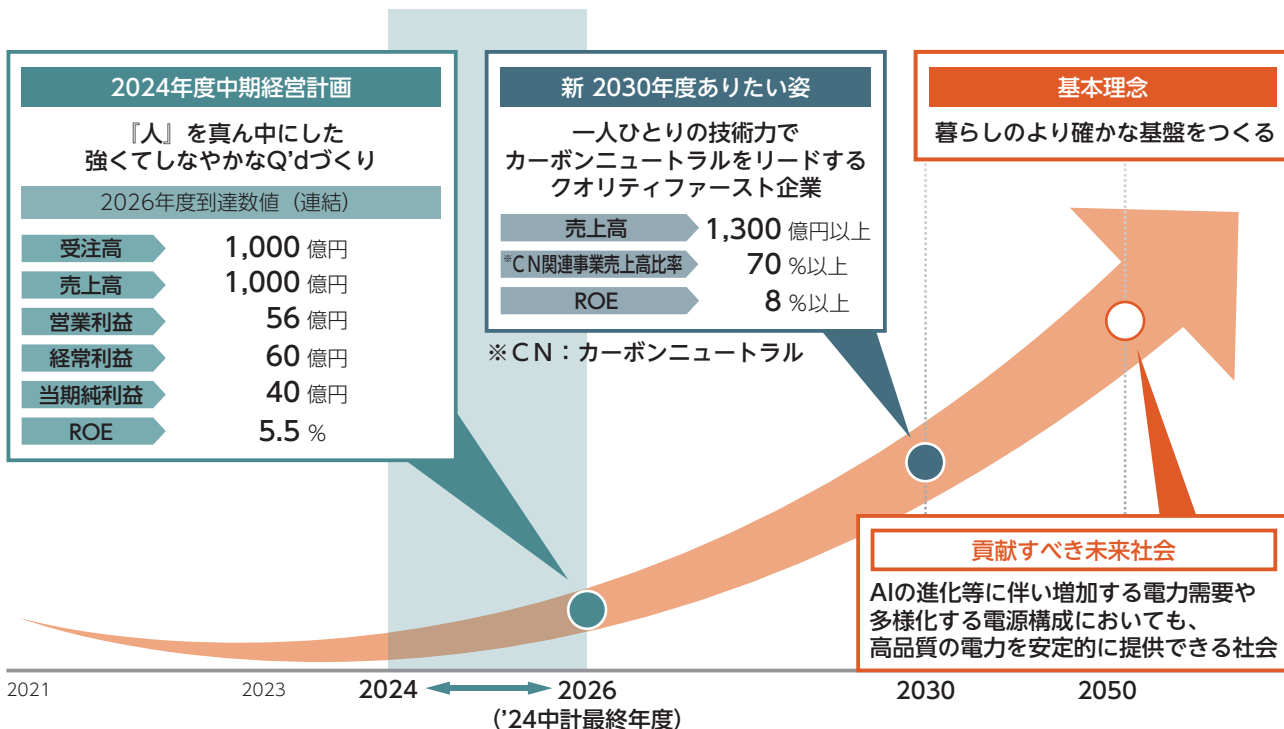 2024年度中期経営計画
『人』を真ん中にした
強くてしなやかなQ'dづくり
2026年度到達数値（連結）
受注高 1,000 億円
売上高 1,000 億円
営業利益 56 億円
経常利益 60 億円
当期純利益 40 億円
ROE 5.5 %
新 2030年度ありたい姿
一人ひとりの技術力で
カーボンニュートラルをリードする
クオリティファースト企業
売上高 1,300 億円以上
※CN関連事業売上高比率 70 %以上
ROE 8 %以上
※CN：カーボンニュートラル
基本理念
暮らしのより確かな基盤をつくる
貢献すべき未来社会
AIの進化等に伴い増加する電力需要や
多様化する電源構成においても、
高品質の電力を安定的に提供できる社会
2021 2023 2024 2026 2030 2050
('24中計最終年度)